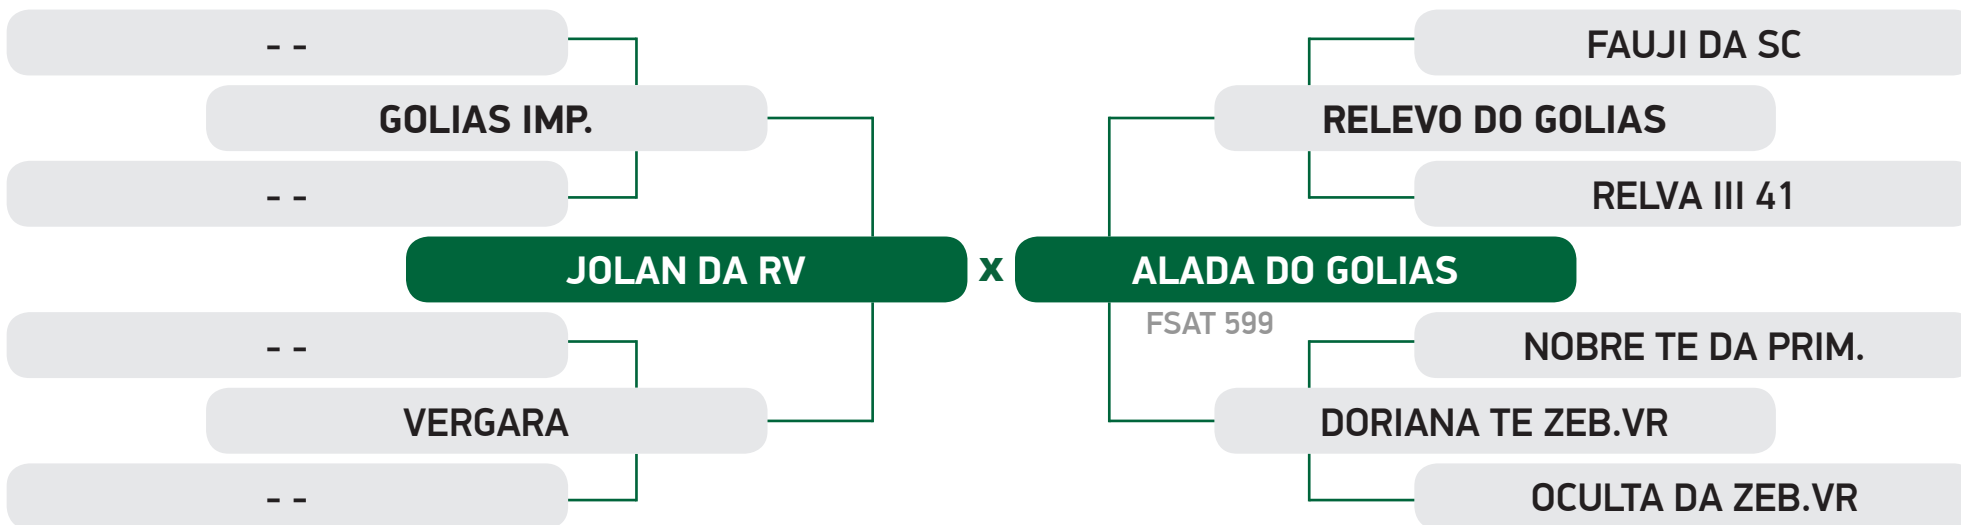 - -
FAUJI DA SC
GOLIAS IMP.
RELEVO DO GOLIAS
- -
RELVA III 41
JOLAN DA RV x ALADA DO GOLIAS
FSAT 599
- -
NOBRE TE DA PRIM.
VERGARA
DORIANA TE ZEB.VR
- -
OCULTA DA ZEB.VR